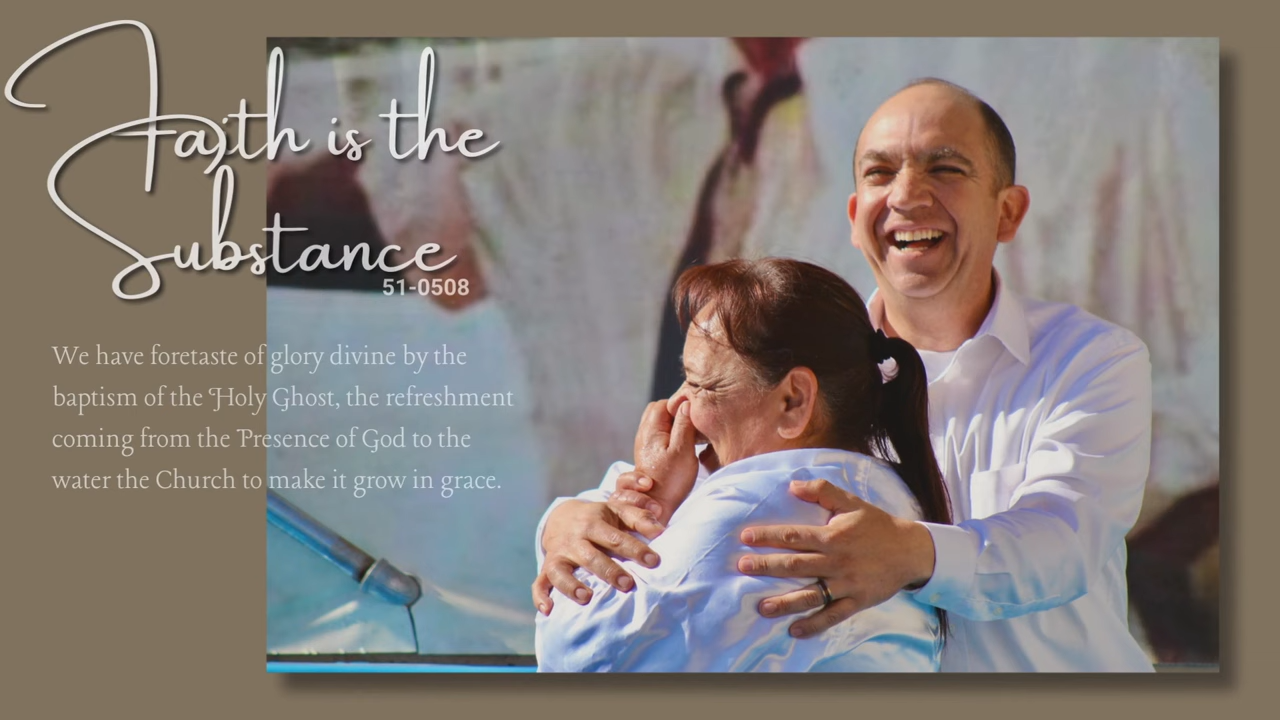 Faith is the
Substance
51-0508
We have foretaste of glory divine by the
baptism of the Holy Ghost, the refreshment
coming from the Presence of God to the
water the Church to make it grow in grace.